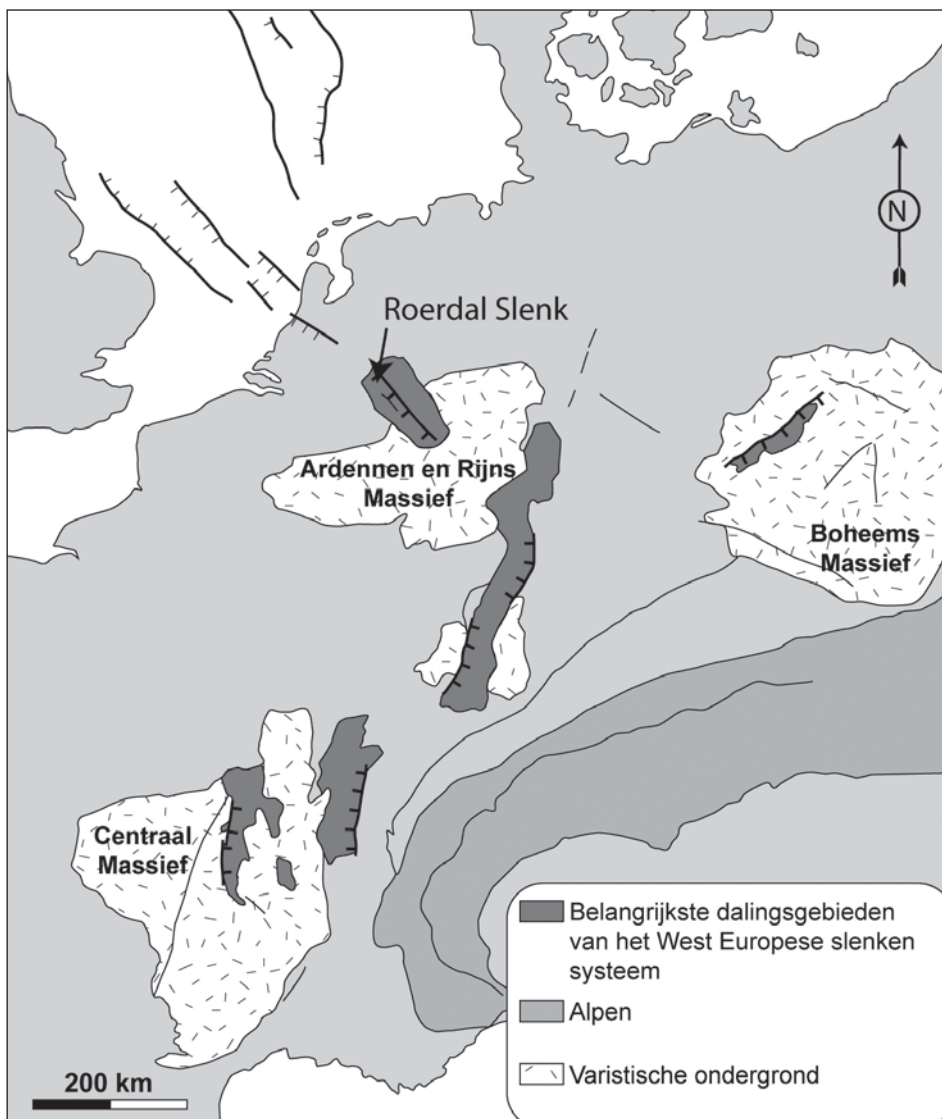 N
Roerdal Slenk
Ardennen en Rijns
Massief
Boheems
Massief
Centraal
Massief
Belangrijkste dalingsgebieden
van het West Europese slenken
systeem
Alpen
Varistische ondergrond
200 km